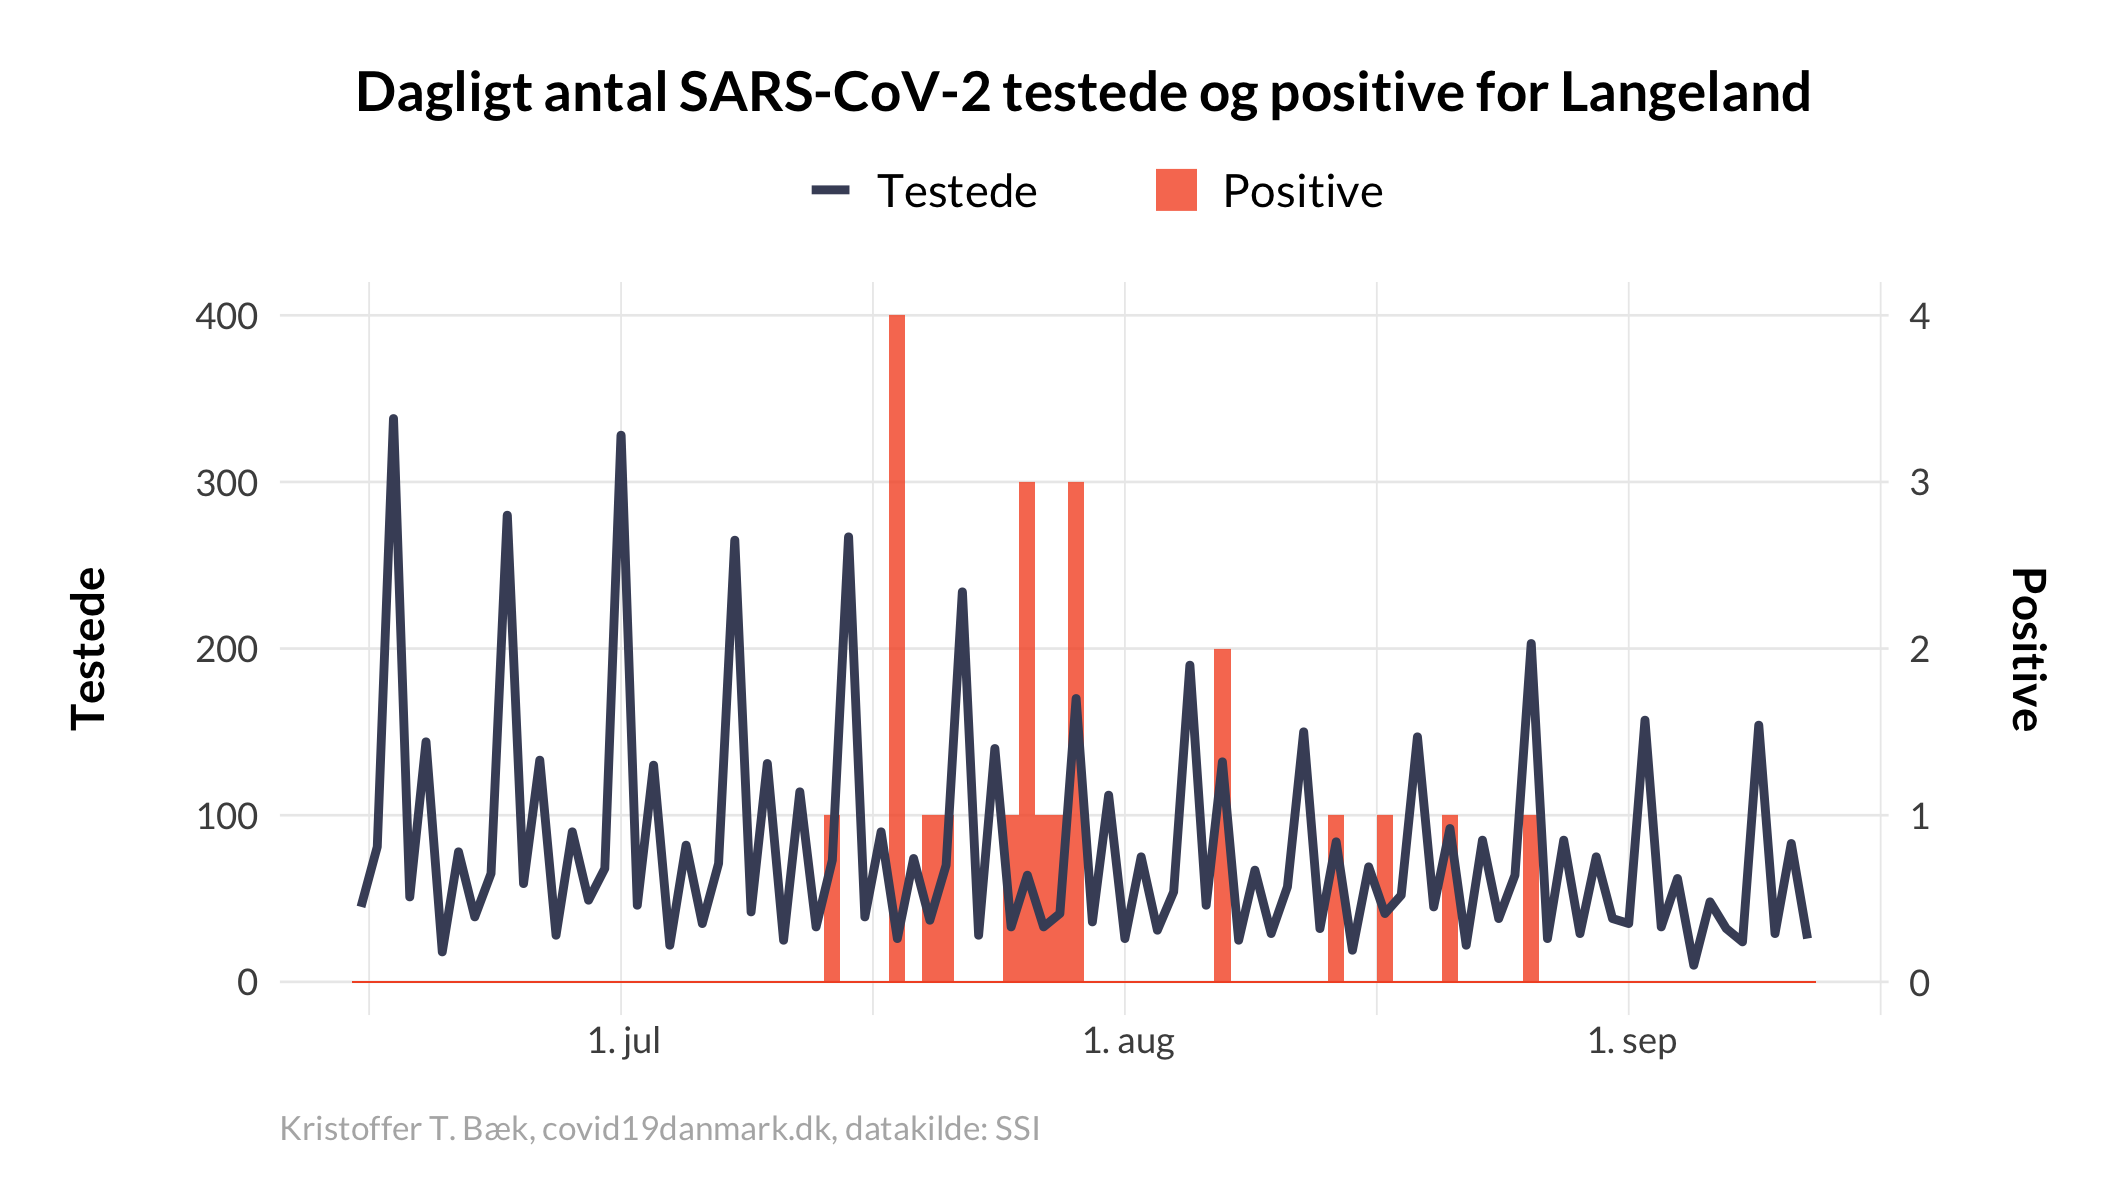 Dagligt antal SARS-CoV-2 testede og positive for Langeland
Testede
Positive
400
300
200
100
0
4
3
2
1
0
Testede
Positive
1. jul
1. aug
1. sep
Kristoffer T. Bæk, covid19danmark.dk, datakilde: SSI